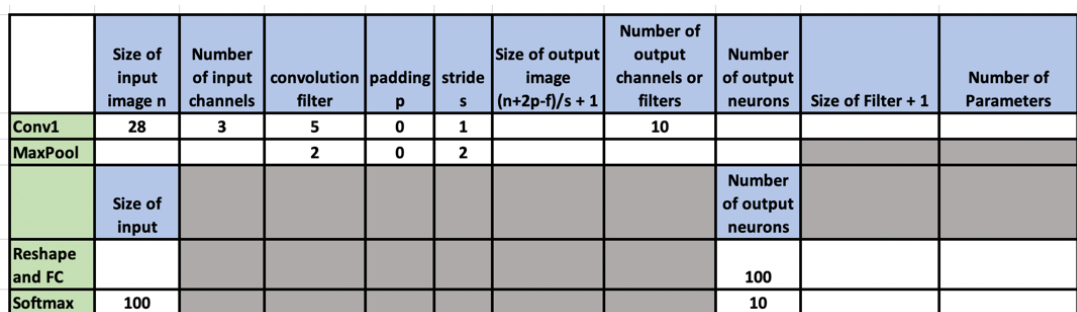 Size of input image n Number of input channels convolution filter padding p stride s Size of output image (n+2p-f)/s + 1 Number of output channels or filters Number of output neurons Size of Filter + 1 Number of Parameters
Conv1 28 3 5 0 1 10
MaxPool 2 0 2
Size of input Number of output neurons
Reshape and FC 100
Softmax 100 10